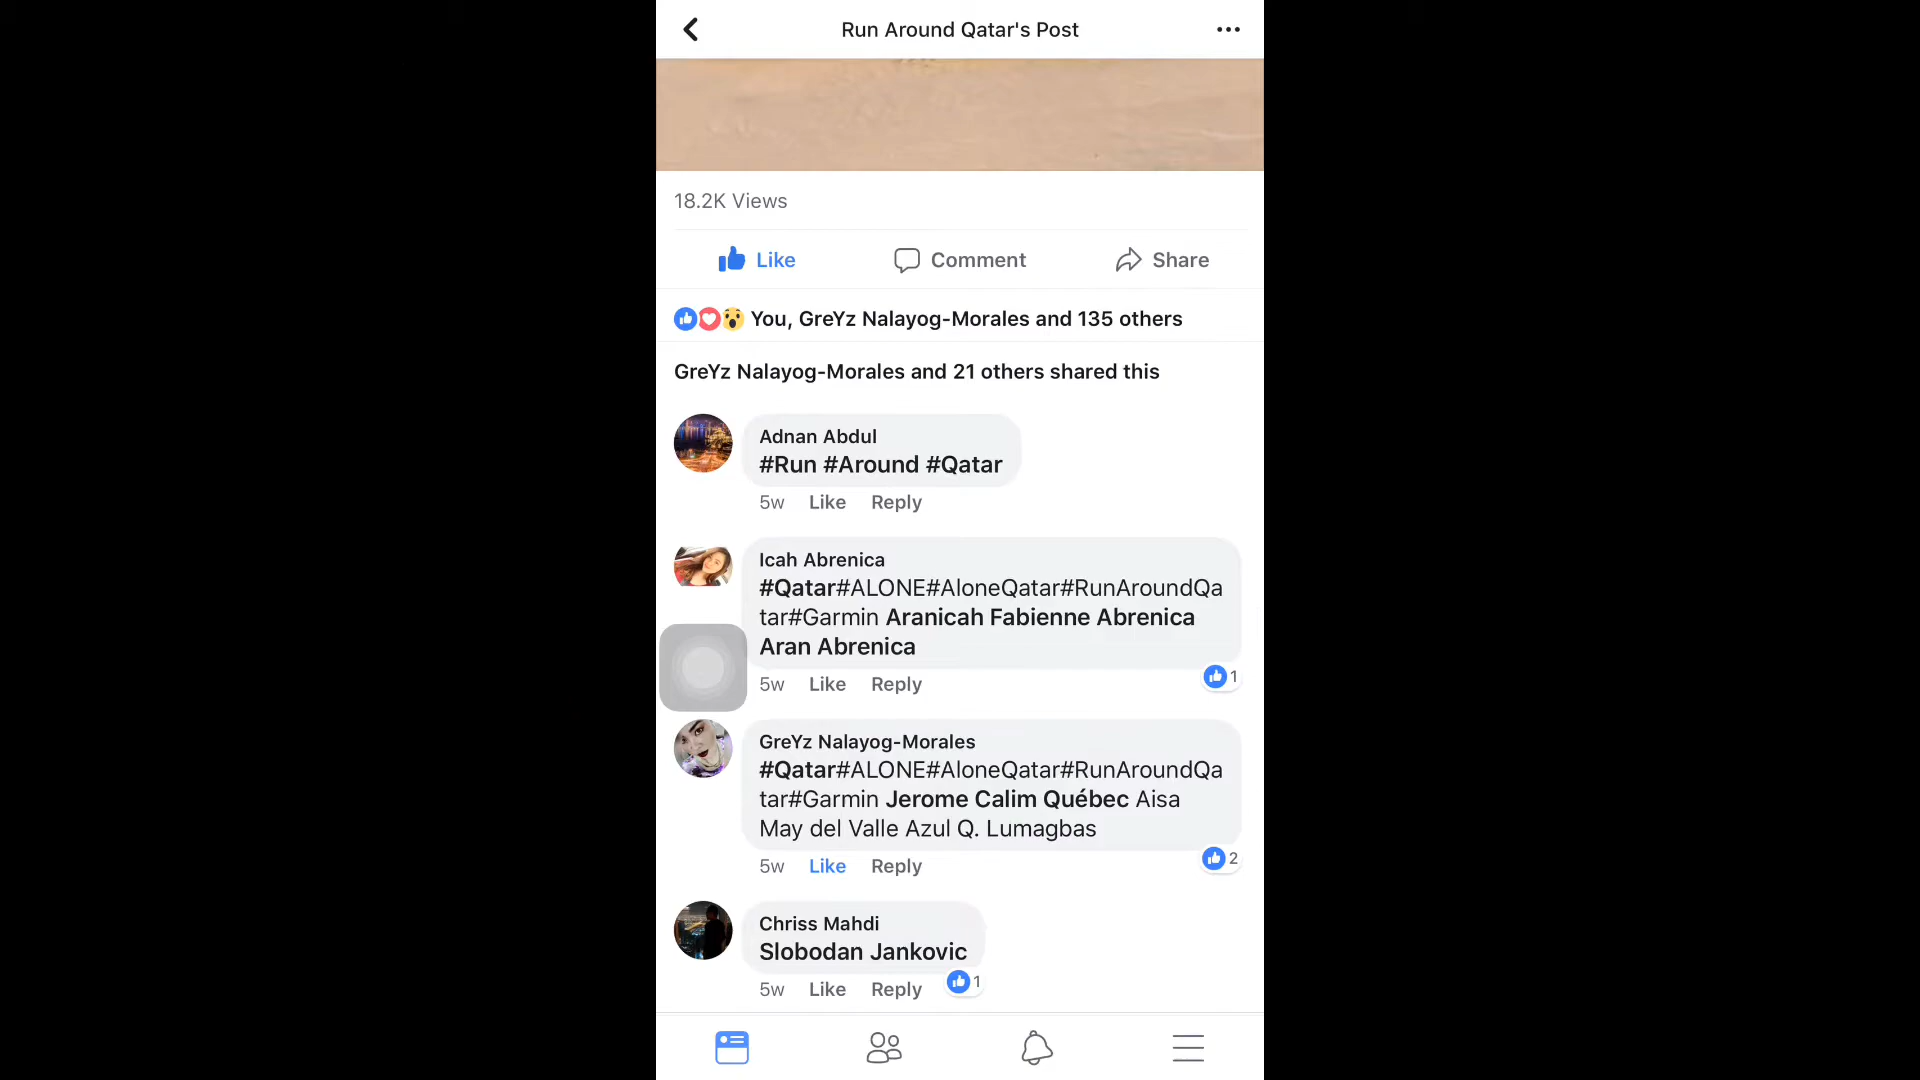 Run Around Qatar's Post
18.2K Views
Like
Comment
Share
You, GreYz Nalayog-Morales and 135 others
GreYz Nalayog-Morales and 21 others shared this
Adnan Abdul
#Run #Around #Qatar
5w Like Reply
Icah Abrenica
#Qatar#ALONE#AloneQatar#RunAroundQa
tar#Garmin Aranicah Fabienne Abrenica
Aran Abrenica
5w Like Reply 1
GreYz Nalayog-Morales
#Qatar#ALONE#AloneQatar#RunAroundQa
tar#Garmin Jerome Calim Québec Aisa
May del Valle Azul Q. Lumagbas
5w Like Reply 2
Chriss Mahdi
Slobodan Jankovic
5w Like Reply 1